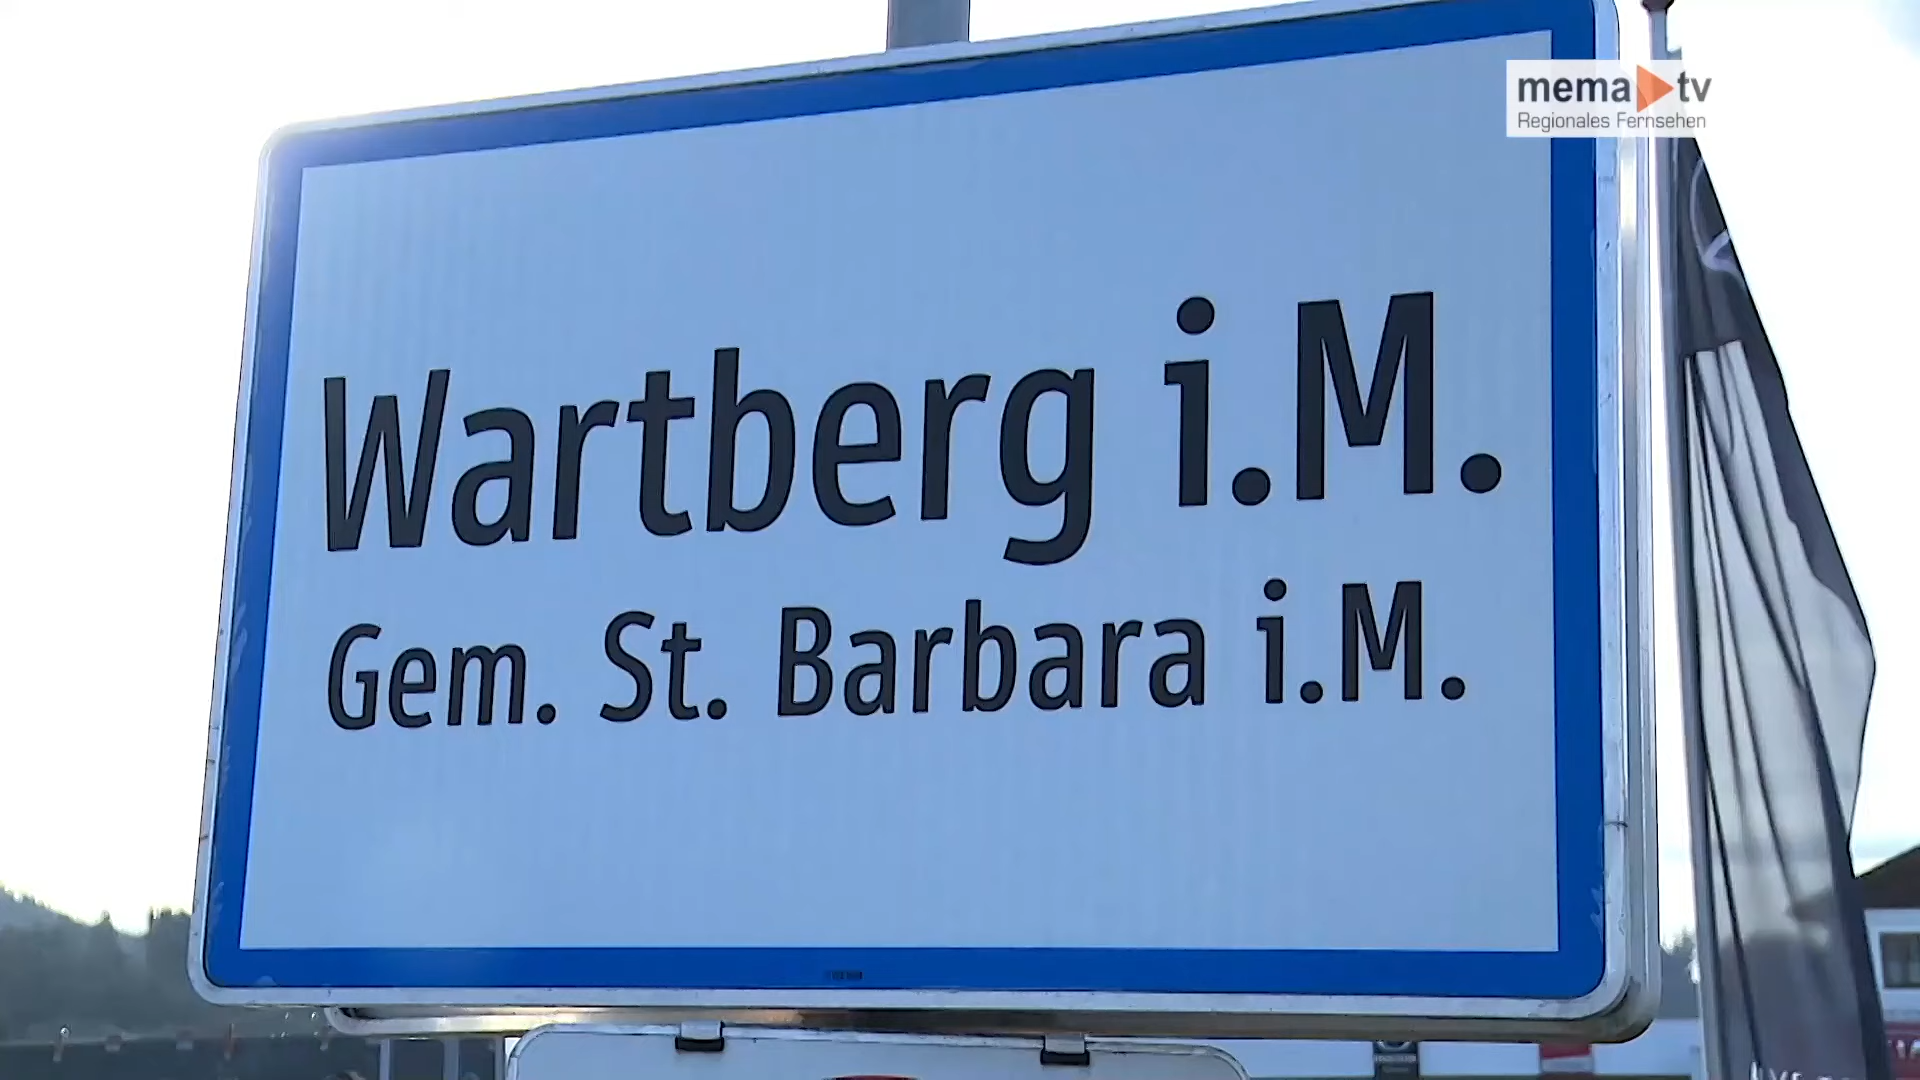 mema tv
Regionales Fernsehen
Wartberg i.M.
Gem. St. Barbara i.M.